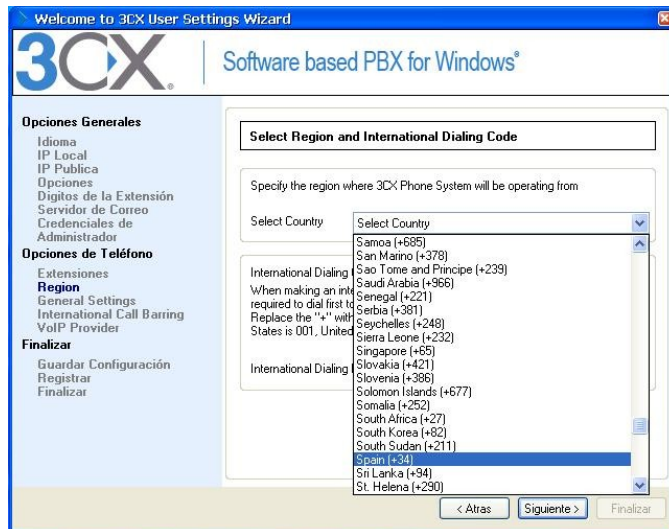 Welcome to 3CX User Settings Wizard
3CX®
Software based PBX for Windows®
Opciones Generales
Idioma
IP Local
IP Publica
Opciones
Digitos de la Extensión
Servidor de Correo
Credenciales de
Administrador
Opciones de Teléfono
Extensiones
Region
General Settings
International Call Barring
VoIP Provider
Finalizar
Guardar Configuración
Registrar
Finalizar
Select Region and International Dialing Code
Specify the region where 3CX Phone System will be operating from
Select Country
Select Country
Samoa (+685)
San Marino (+378)
Sao Tome and Principe (+239)
Saudi Arabia (+966)
Senegal (+221)
Serbia (+381)
Seychelles (+248)
Sierra Leone (+232)
Singapore (+65)
Slovakia (+421)
Slovenia (+386)
Solomon Islands (+677)
Somalia (+252)
South Africa (+27)
South Korea (+82)
South Sudan (+211)
Spain (+34)
Sri Lanka (+94)
St. Helena (+290)
International Dialing
When making an inte
required to dial first to
Replace the "+" with
States is 001, United
International Dialing
< Atras
Siguiente >
Finalizar